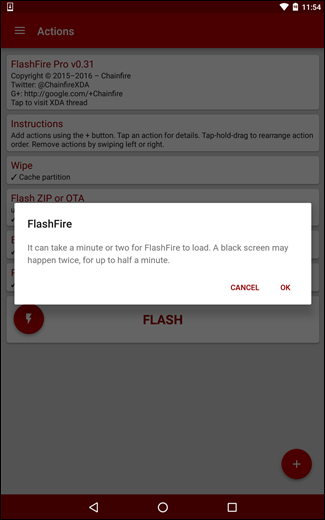 11:54
Actions
FlashFire Pro v0.31
Copyright © 2015–2016 – Chainfire
Twitter: @ChainfireXDA
G+: http://google.com/+Chainfire
Tap to visit XDA thread
Instructions
Add actions using the + button. Tap an action for details. Tap-hold-drag to rearrange action
order. Remove actions by swiping left or right.
Wipe
✓ Cache partition
Flash ZIP or OTA
FlashFire
It can take a minute or two for FlashFire to load. A black screen may
happen twice, for up to half a minute.
CANCEL OK
FLASH